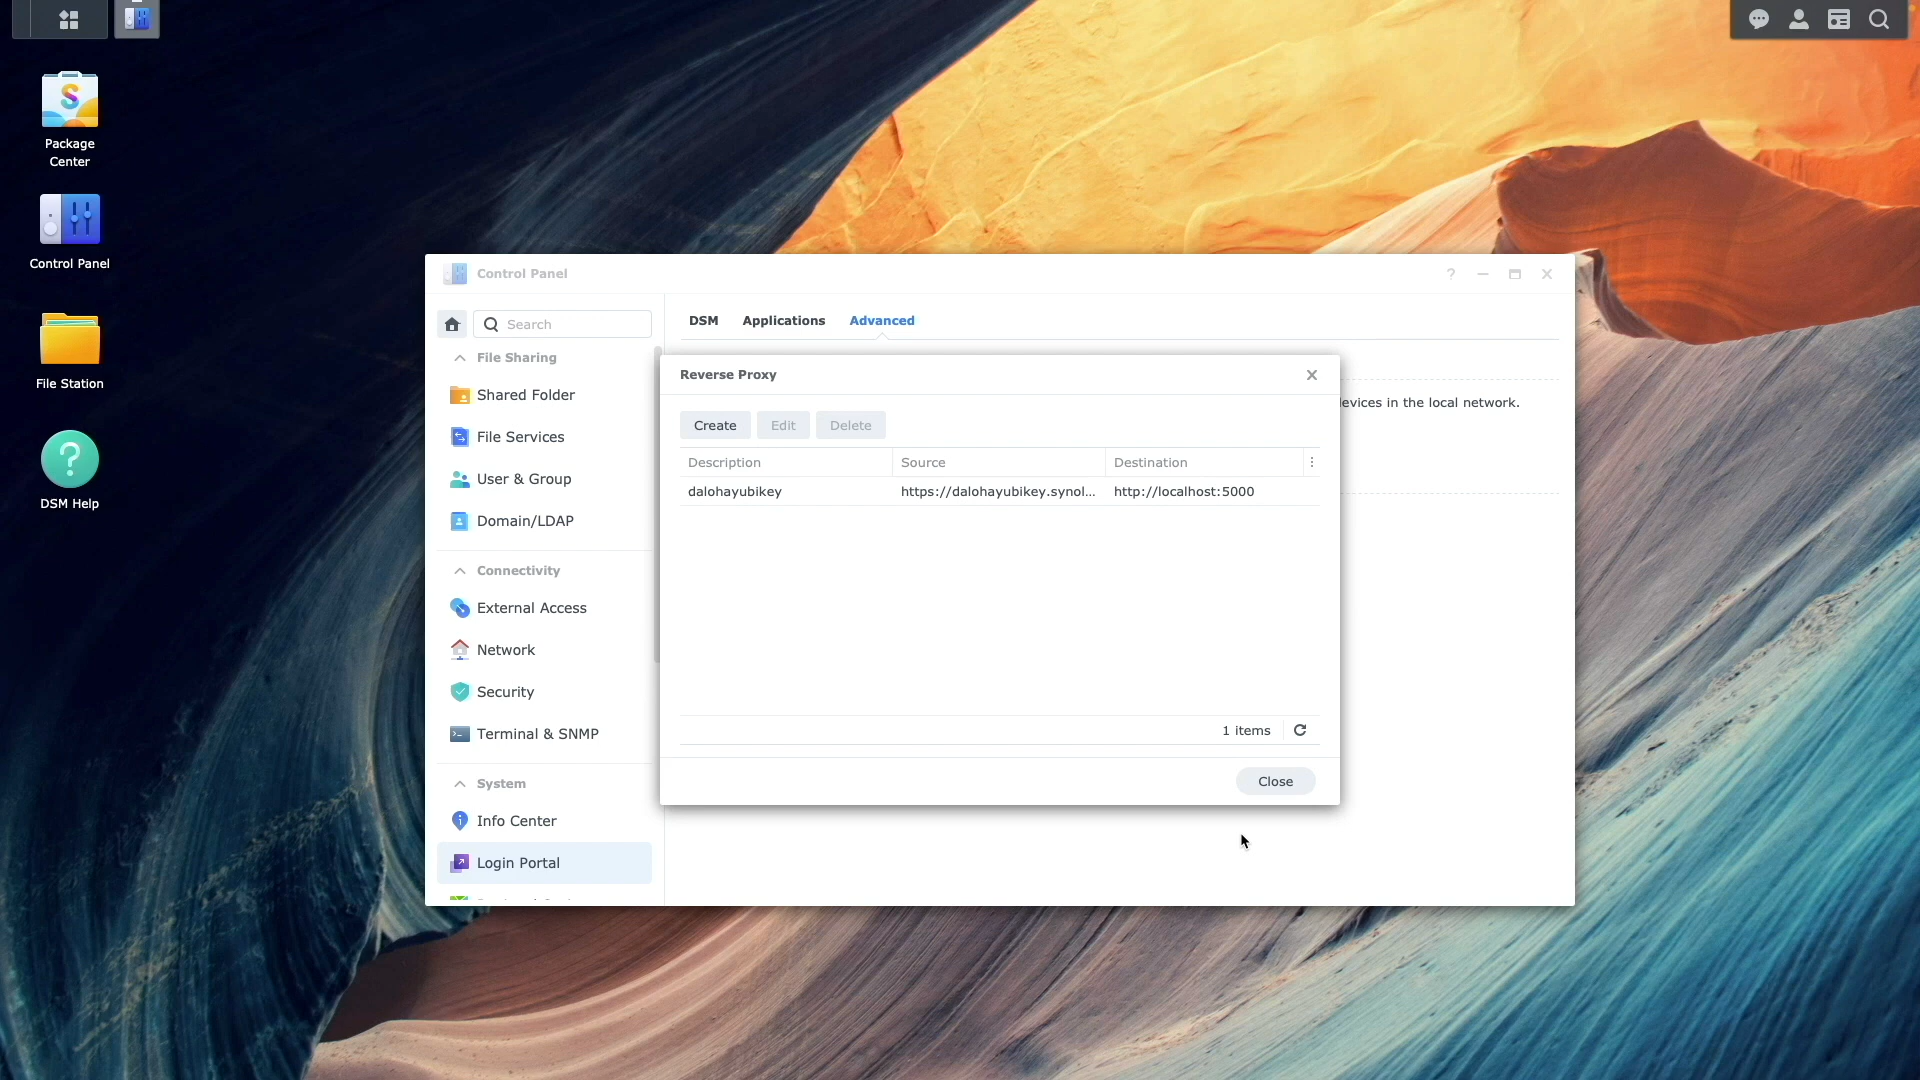 Package
Center
Control Panel
File Station
DSM Help
Control Panel
Search
File Sharing
Shared Folder
File Services
User & Group
Domain/LDAP
Connectivity
External Access
Network
Security
Terminal & SNMP
System
Info Center
Login Portal
DSM Applications Advanced
evices in the local network.
Reverse Proxy
Create Edit Delete
Description Source Destination
dalohayubikey https://dalohayubikey.synol... http://localhost:5000
1 items
Close